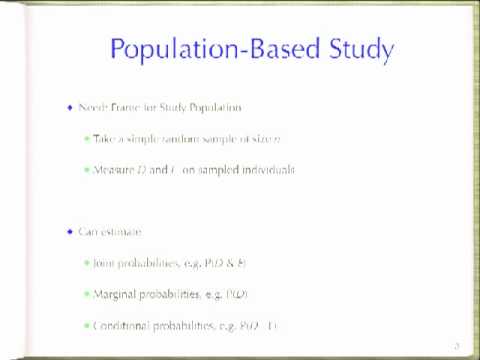 Population-Based Study
Need: Frame for Study Population
Take a simple random sample of size n
Measure D and E on sampled individuals
Can estimate
Joint probabilities, e.g. P(D & E)
Marginal probabilities, e.g. P(D)
Conditional probabilities, e.g.